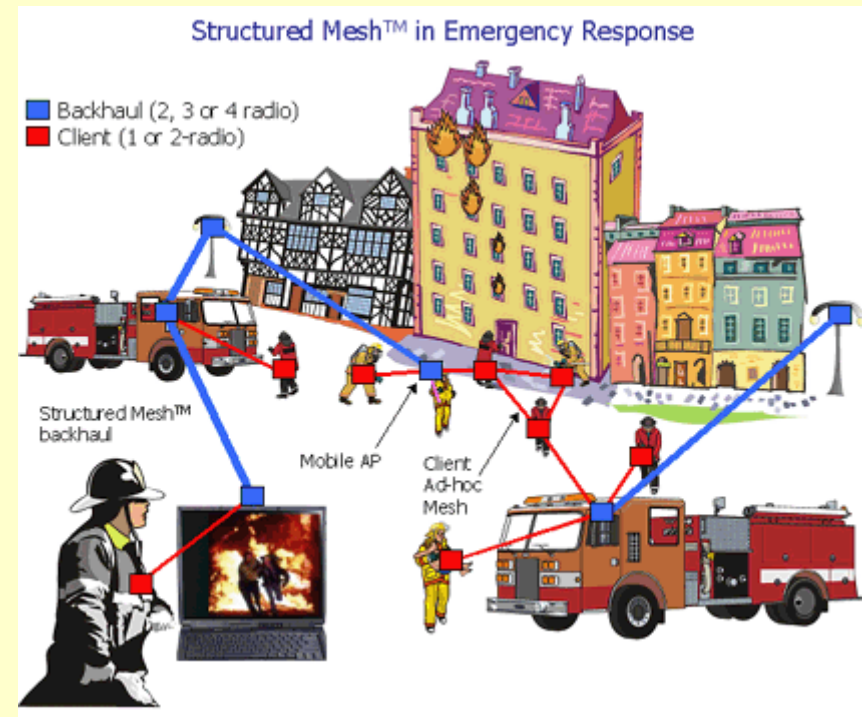 Structured Mesh™ in Emergency Response
Backhaul (2, 3 or 4 radio)
Client (1 or 2-radio)
Structured Mesh™
backhaul
Mobile AP
Client
Ad-hoc
Mesh